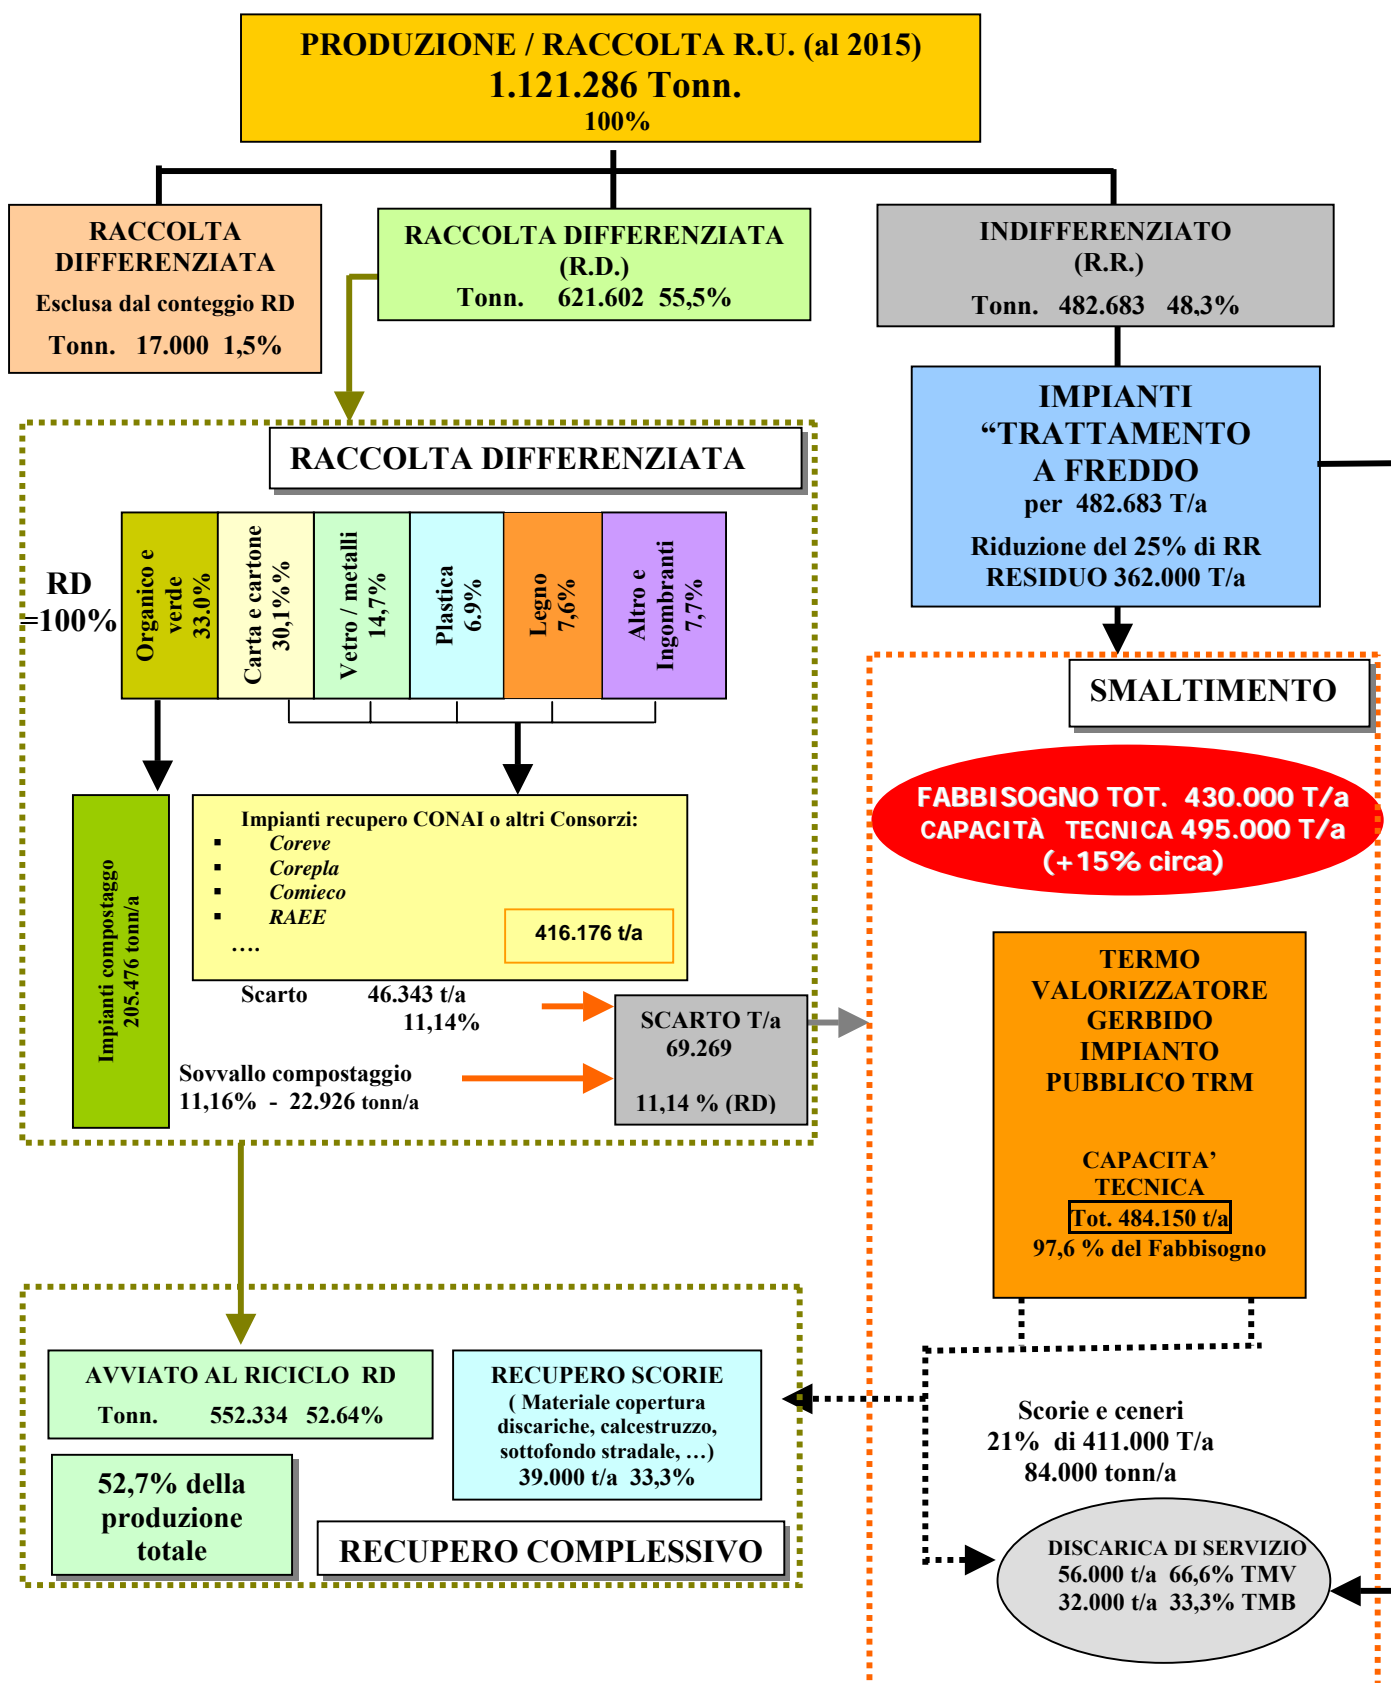 PRODUZIONE / RACCOLTA R.U. (al 2015)
1.121.286 Tonn.
100%
RACCOLTA
DIFFERENZIATA
Esclusa dal conteggio RD
Tonn. 17.000 1,5%
RACCOLTA DIFFERENZIATA
(R.D.)
Tonn. 621.602 55,5%
INDIFFERENZIATO
(R.R.)
Tonn. 482.683 48,3%
IMPIANTI
“TRATTAMENTO
A FREDDO
per 482.683 T/a
Riduzione del 25% di RR
RESIDUO 362.000 T/a
RACCOLTA DIFFERENZIATA
RD
=100%
Organico e
verde
33.0%
Carta e cartone
30,1%%
Vetro / metalli
14,7%
Plastica
6.9%
Legno
7,6%
Altro e
Ingombranti
7,7%
Impianti compostaggo
205.476 tonn/a
Impianti recupero CONAI o altri Consorzi:
▪ Coreve
▪ Corepla
▪ Comieco
▪ RAEE
….
416.176 t/a
Scarto 46.343 t/a
11,14%
Sovvallo compostaggio
11,16% - 22.926 tonn/a
SCARTO T/a
69.269
11,14 % (RD)
SMALTIMENTO
FABBISOGNO TOT. 430.000 T/a
CAPACITÀ TECNICA 495.000 T/a
(+15% circa)
TERMO
VALORIZZATORE
GERBIDO
IMPIANTO
PUBBLICO TRM
CAPACITA’
TECNICA
Tot. 484.150 t/a
97,6 % del Fabbisogno
AVVIATO AL RICICLO RD
Tonn. 552.334 52.64%
52,7% della
produzione
totale
RECUPERO SCORIE
( Materiale copertura
discariche, calcestruzzo,
sottofondo stradale, …)
39.000 t/a 33,3%
RECUPERO COMPLESSIVO
Scorie e ceneri
21% di 411.000 T/a
84.000 tonn/a
DISCARICA DI SERVIZIO
56.000 t/a 66,6% TMV
32.000 t/a 33,3% TMB